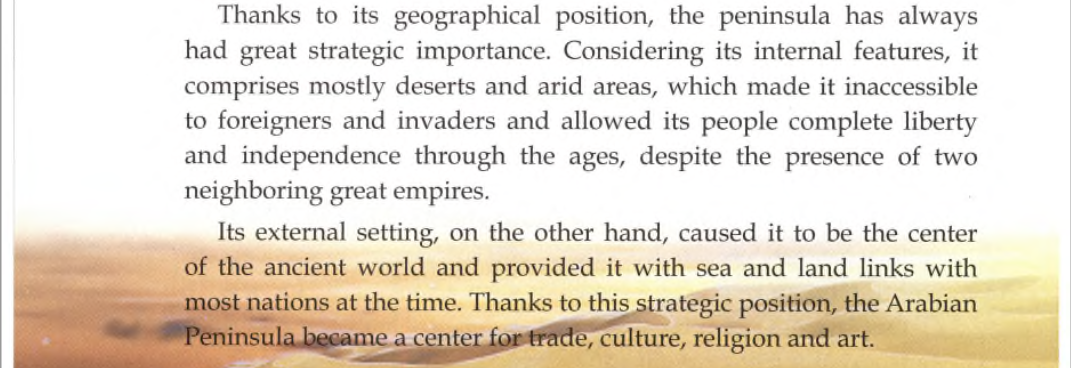 Thanks to its geographical position, the peninsula has always
had great strategic importance. Considering its internal features, it
comprises mostly deserts and arid areas, which made it inaccessible
to foreigners and invaders and allowed its people complete liberty
and independence through the ages, despite the presence of two
neighboring great empires.
Its external setting, on the other hand, caused it to be the center
of the ancient world and provided it with sea and land links with
most nations at the time. Thanks to this strategic position, the Arabian
Peninsula became a center for trade, culture, religion and art.